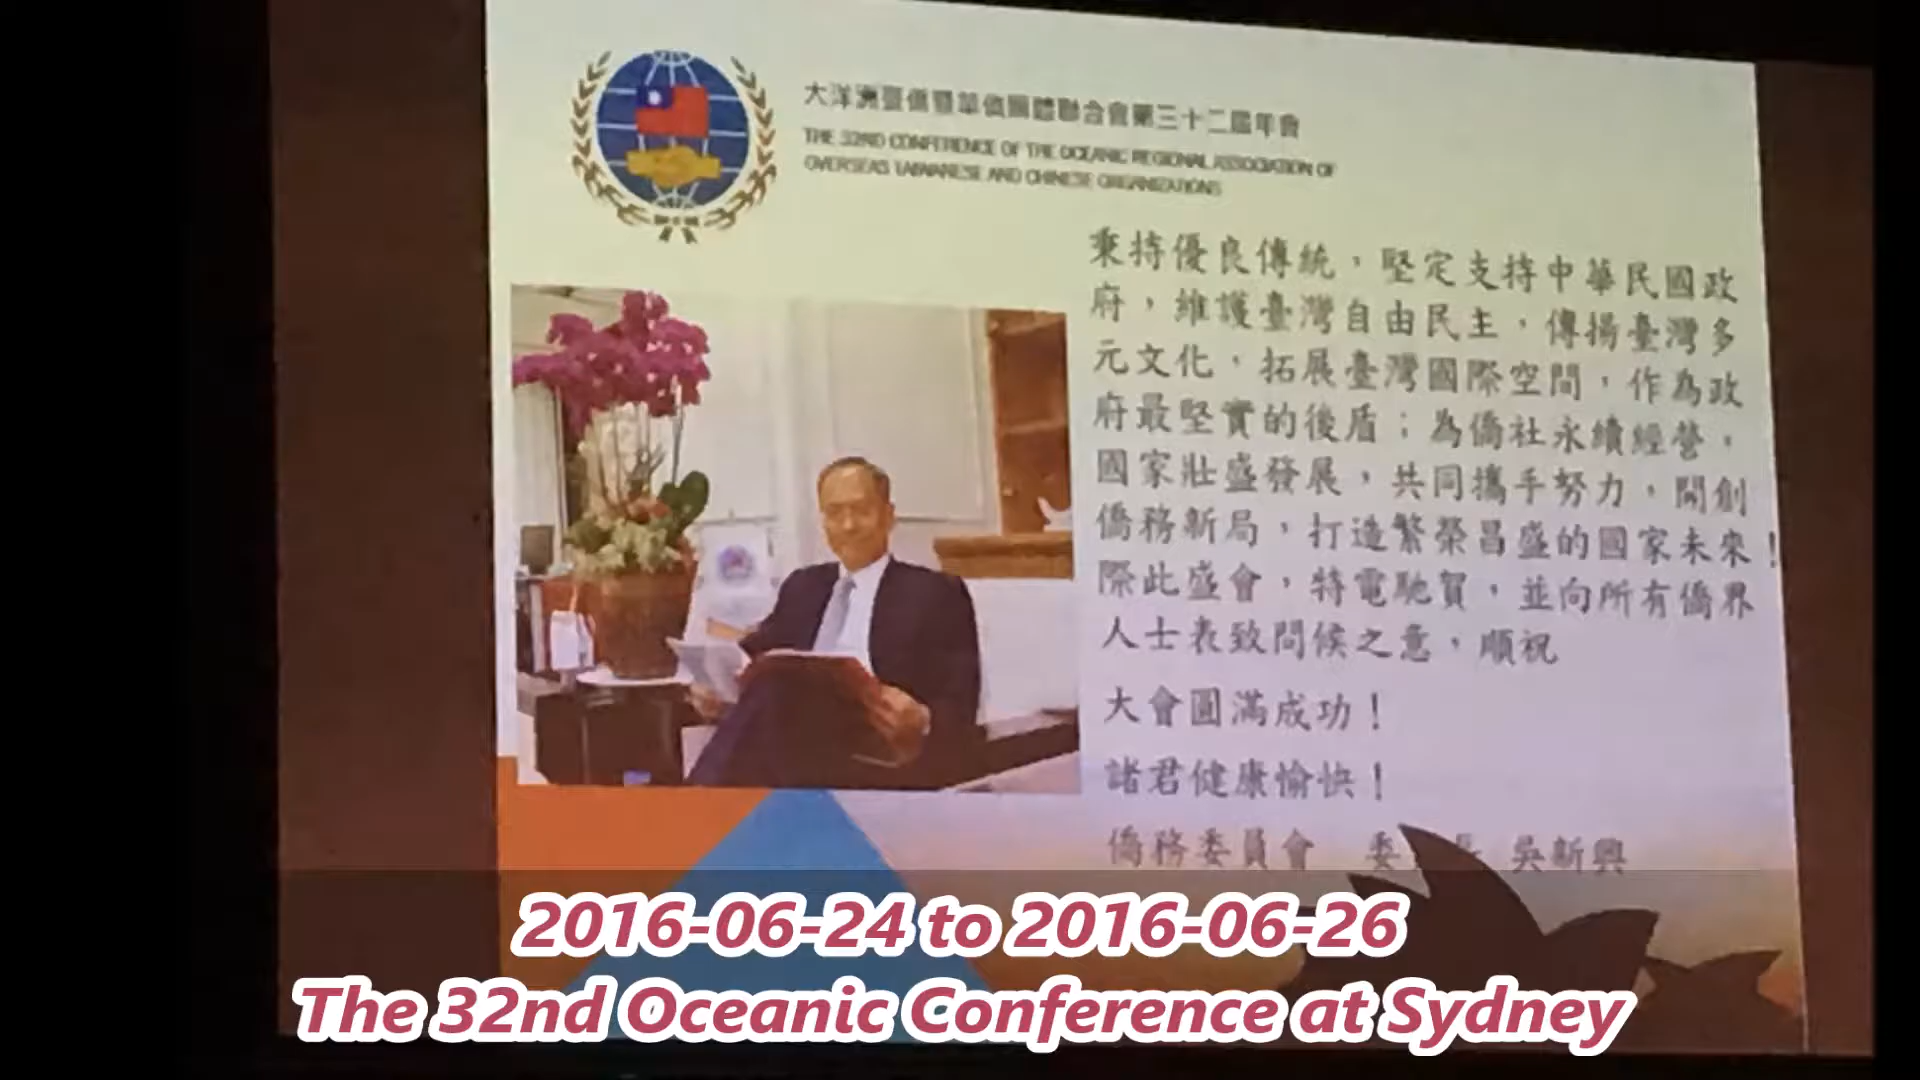 大洋洲臺僑暨華僑團體聯合會第三十二屆年會
THE 32ND CONFERENCE OF THE OCEANIC REGIONAL ASSOCIATION OF
OVERSEAS TAIWANESE AND CHINESE ORGANIZATIONS
秉持優良傳統，堅定支持中華民國政
府，維護臺灣自由民主，傳揚臺灣多
元文化，拓展臺灣國際空間，作為政
府最堅實的後盾；為僑社永續經營，
國家壯盛發展，共同攜手努力，開創
僑務新局，打造繁榮昌盛的國家未來！
際此盛會，特電馳賀，並向所有僑界
人士表致問候之意，順祝
大會圓滿成功！
諸君健康愉快！
僑務委員會 委 長 吳新興
2016-06-24 to 2016-06-26
The 32nd Oceanic Conference at Sydney